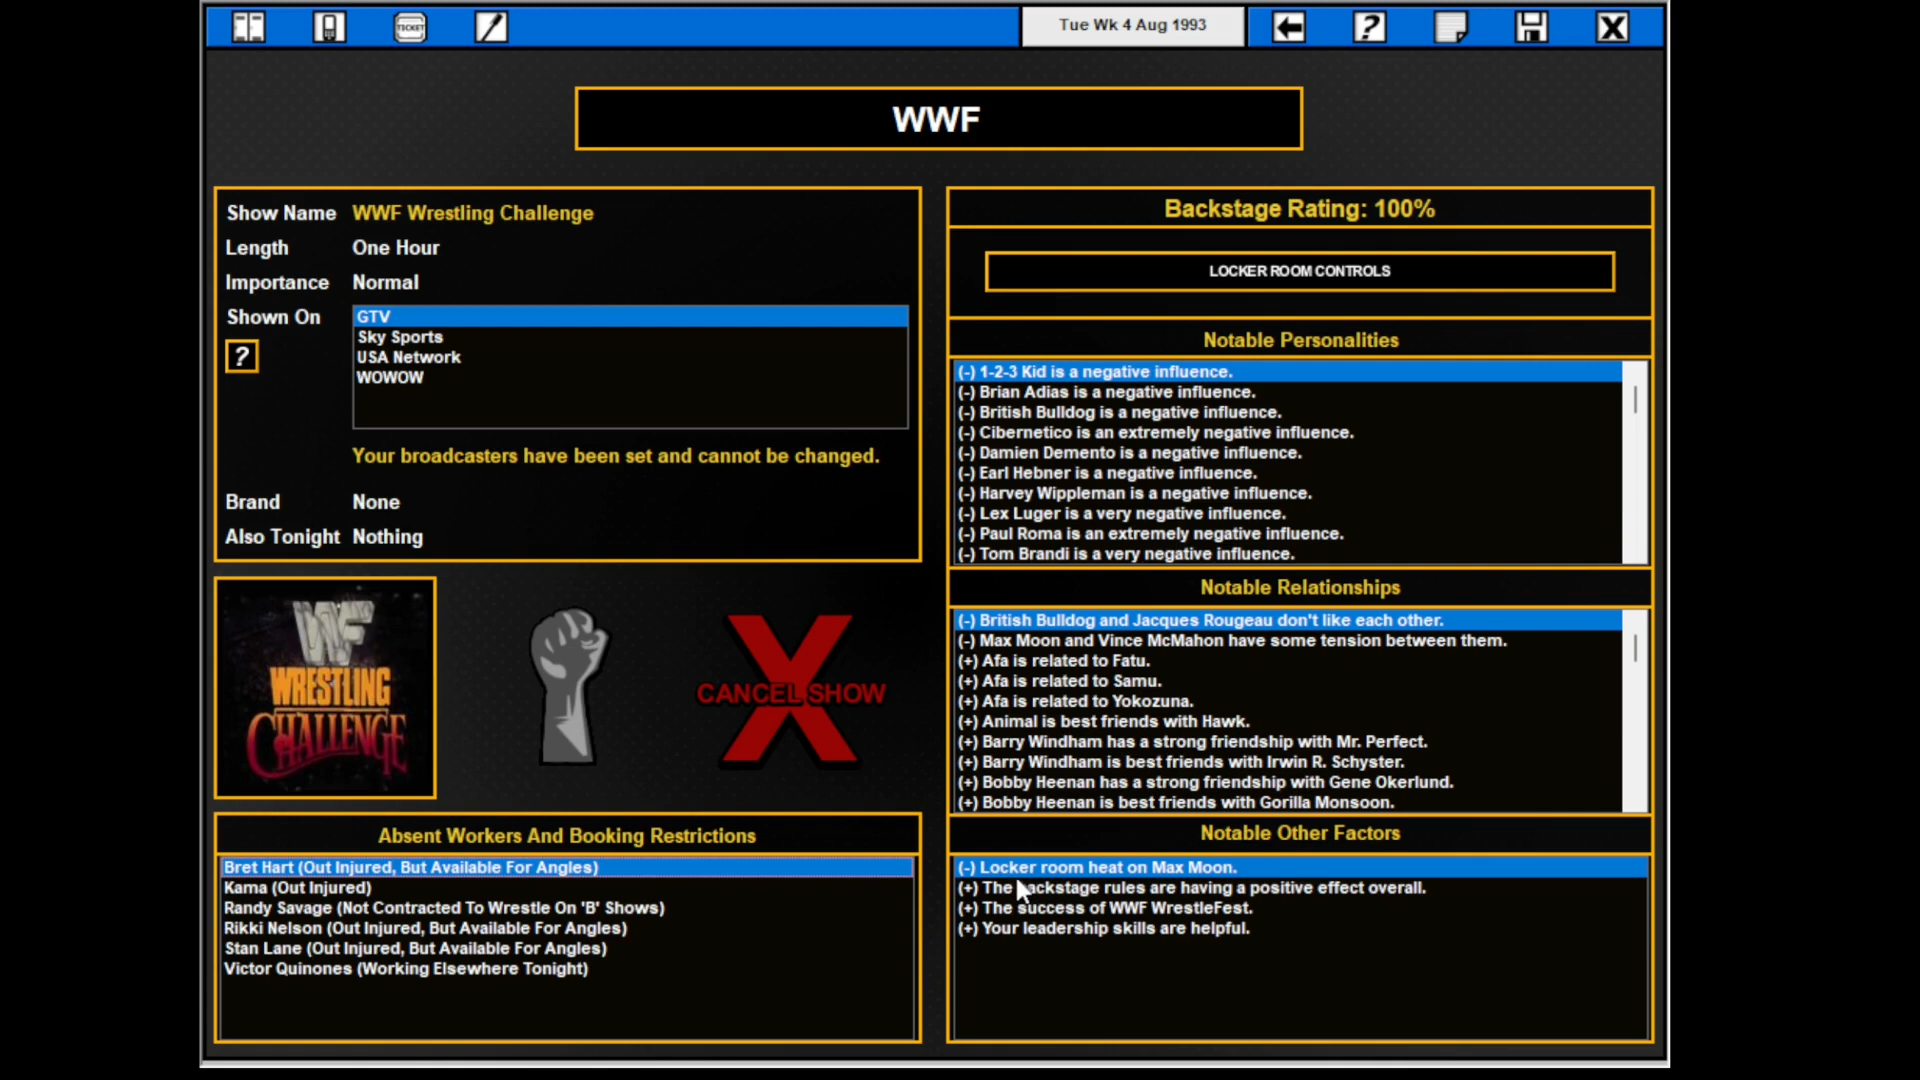 TICKET
Tue Wk 4 Aug 1993
?
X
WWF
Show Name WWF Wrestling Challenge
Length One Hour
Importance Normal
Shown On GTV
Sky Sports
?
USA Network
WOWOW
Your broadcasters have been set and cannot be changed.
Brand None
Also Tonight Nothing
WF
WRESTLING
CHALLENGE
X
CANCEL SHOW
Absent Workers And Booking Restrictions
Bret Hart (Out Injured, But Available For Angles)
Kama (Out Injured)
Randy Savage (Not Contracted To Wrestle On 'B' Shows)
Rikki Nelson (Out Injured, But Available For Angles)
Stan Lane (Out Injured, But Available For Angles)
Victor Quinones (Working Elsewhere Tonight)
Backstage Rating: 100%
LOCKER ROOM CONTROLS
Notable Personalities
(-) 1-2-3 Kid is a negative influence.
(-) Brian Adias is a negative influence.
(-) British Bulldog is a negative influence.
(-) Cibernetico is an extremely negative influence.
(-) Damien Demento is a negative influence.
(-) Earl Hebner is a negative influence.
(-) Harvey Wippleman is a negative influence.
(-) Lex Luger is a very negative influence.
(-) Paul Roma is an extremely negative influence.
(-) Tom Brandi is a very negative influence.
Notable Relationships
(-) British Bulldog and Jacques Rougeau don't like each other.
(-) Max Moon and Vince McMahon have some tension between them.
(+) Afa is related to Fatu.
(+) Afa is related to Samu.
(+) Afa is related to Yokozuna.
(+) Animal is best friends with Hawk.
(+) Barry Windham has a strong friendship with Mr. Perfect.
(+) Barry Windham is best friends with Irwin R. Schyster.
(+) Bobby Heenan has a strong friendship with Gene Okerlund.
(+) Bobby Heenan is best friends with Gorilla Monsoon.
Notable Other Factors
(-) Locker room heat on Max Moon.
(+) The backstage rules are having a positive effect overall.
(+) The success of WWF WrestleFest.
(+) Your leadership skills are helpful.